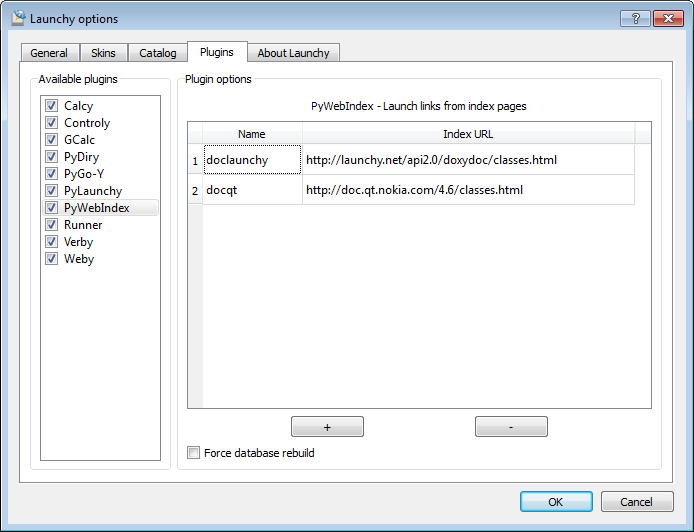 Launchy options
?
General Skins Catalog Plugins About Launchy
Available plugins
Calcy
Controly
GCalc
PyDiry
PyGo-Y
PyLaunchy
PyWebIndex
Runner
Verby
Weby
Plugin options
PyWebIndex - Launch links from index pages
Name Index URL
1 doclaunchy http://launchy.net/api2.0/doxydoc/classes.html
2 docqt http://doc.qt.nokia.com/4.6/classes.html
+ -
Force database rebuild
OK Cancel